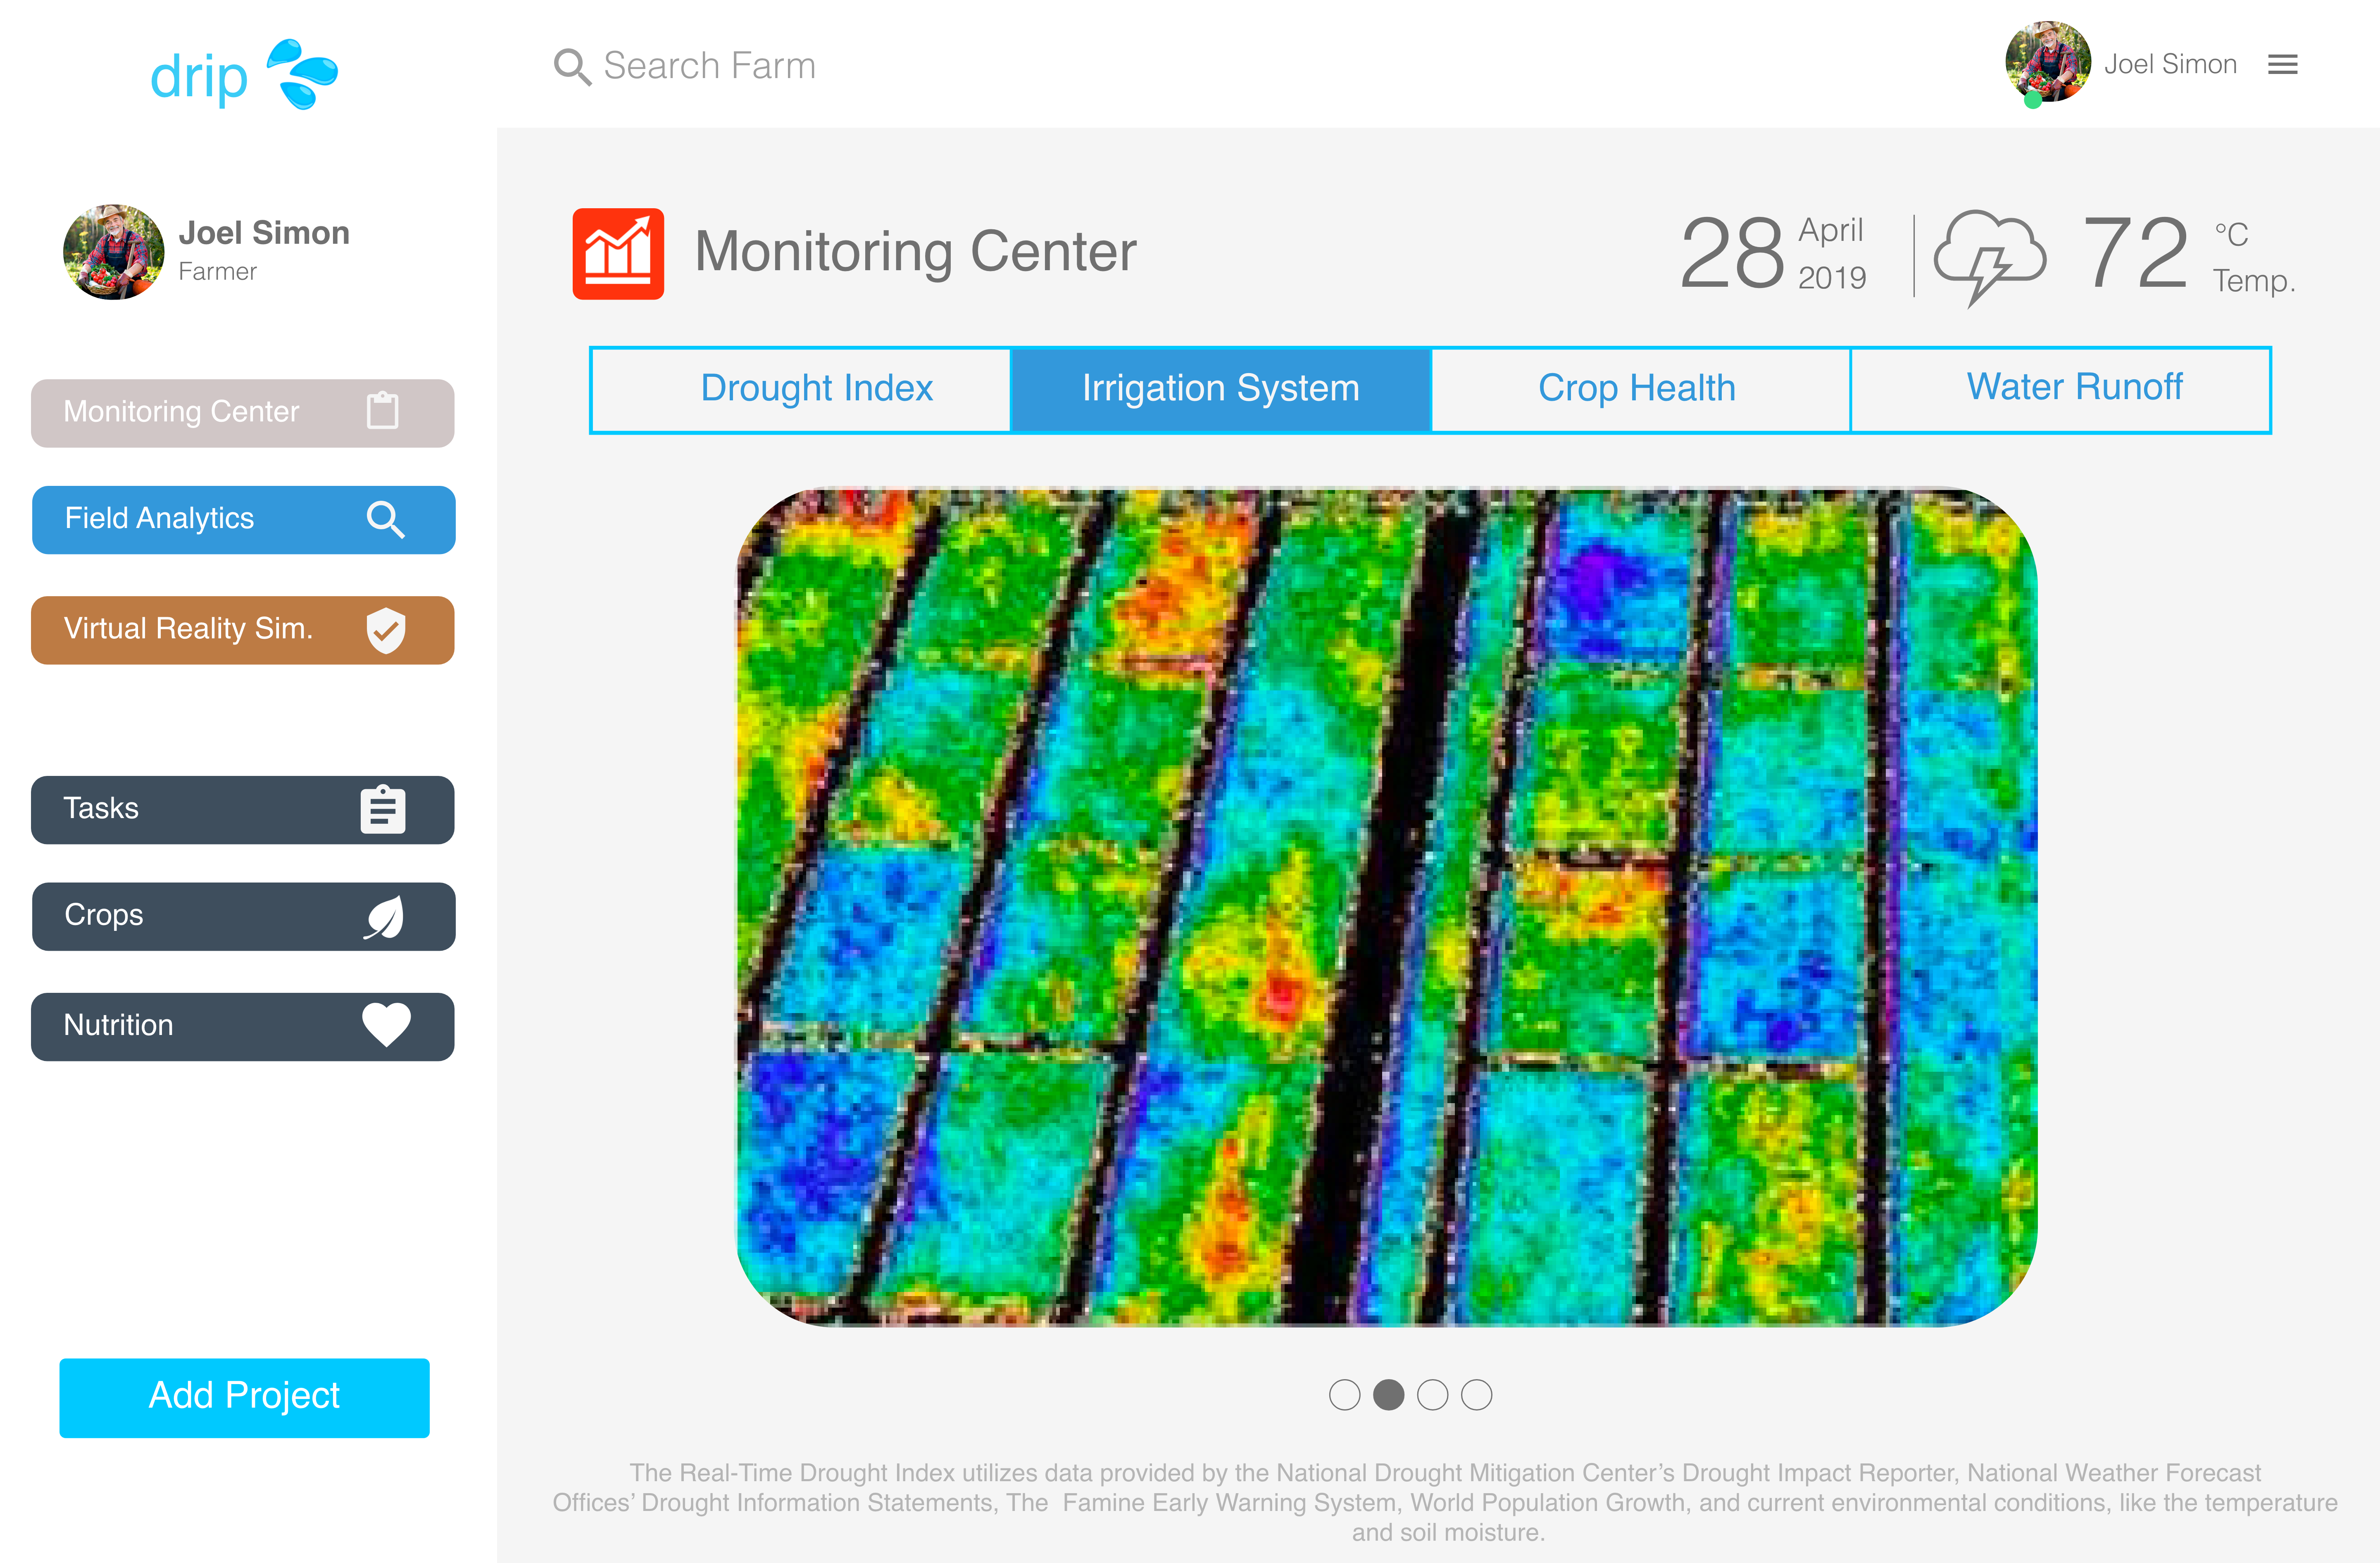 drip
Search Farm
Joel Simon
Joel Simon
Farmer
Monitoring Center
Field Analytics
Virtual Reality Sim.
Tasks
Crops
Nutrition
Add Project
Monitoring Center
28
April
2019
72
°C
Temp.
Drought Index
Irrigation System
Crop Health
Water Runoff
The Real-Time Drought Index utilizes data provided by the National Drought Mitigation Center’s Drought Impact Reporter, National Weather Forecast
Offices’ Drought Information Statements, The Famine Early Warning System, World Population Growth, and current environmental conditions, like the temperature
and soil moisture.